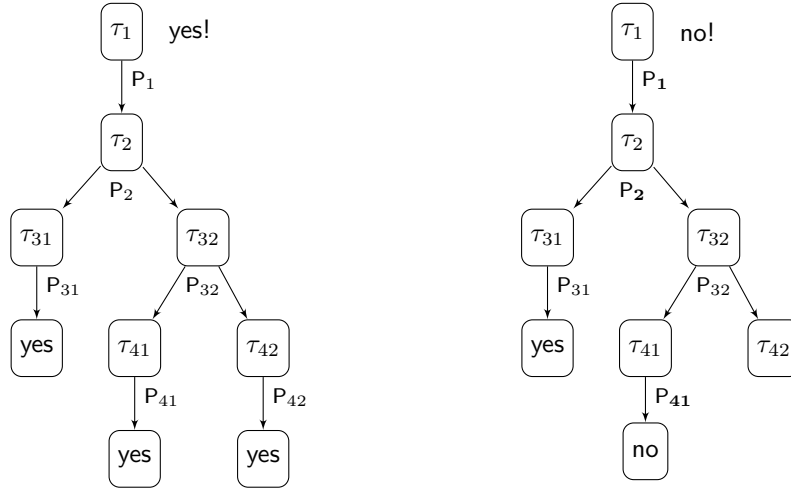 τ₁ yes!
P₁
τ₂
P₂
τ₃₁ τ₃₂
P₃₁ P₃₂
yes τ₄₁ τ₄₂
P₄₁ P₄₂
yes yes
τ₁ no!
P₁
τ₂
P₂
τ₃₁ τ₃₂
P₃₁ P₃₂
yes τ₄₁ τ₄₂
P₄₁
no